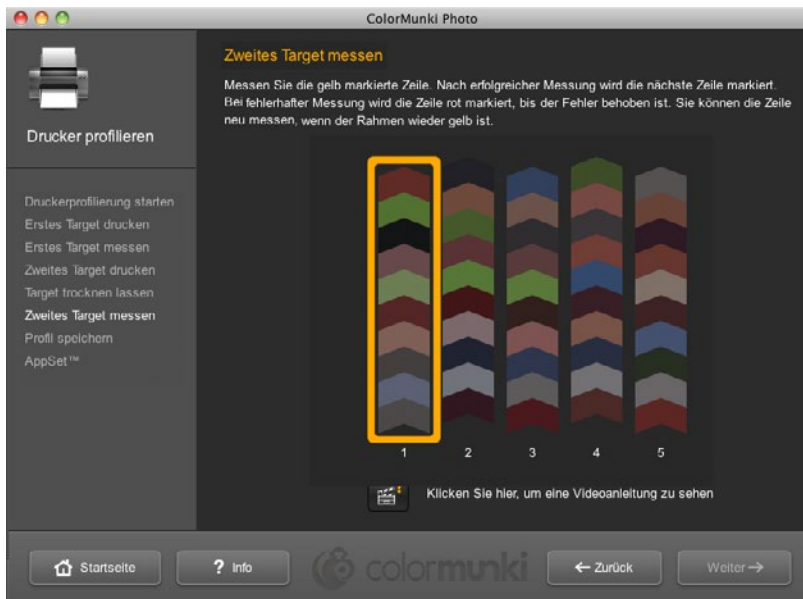 ColorMunki Photo
Drucker profilieren
Druckerprofilierung starten
Erstes Target drucken
Erstes Target messen
Zweites Target drucken
Target trocknen lassen
Zweites Target messen
Profil speichern
AppSet™
Zweites Target messen
Messen Sie die gelb markierte Zeile. Nach erfolgreicher Messung wird die nächste Zeile markiert.
Bei fehlerhafter Messung wird die Zeile rot markiert, bis der Fehler behoben ist. Sie können die Zeile
neu messen, wenn der Rahmen wieder gelb ist.
1 2 3 4 5
Klicken Sie hier, um eine Videoanleitung zu sehen
Startseite ? Info colormunki ← Zurück Weiter →